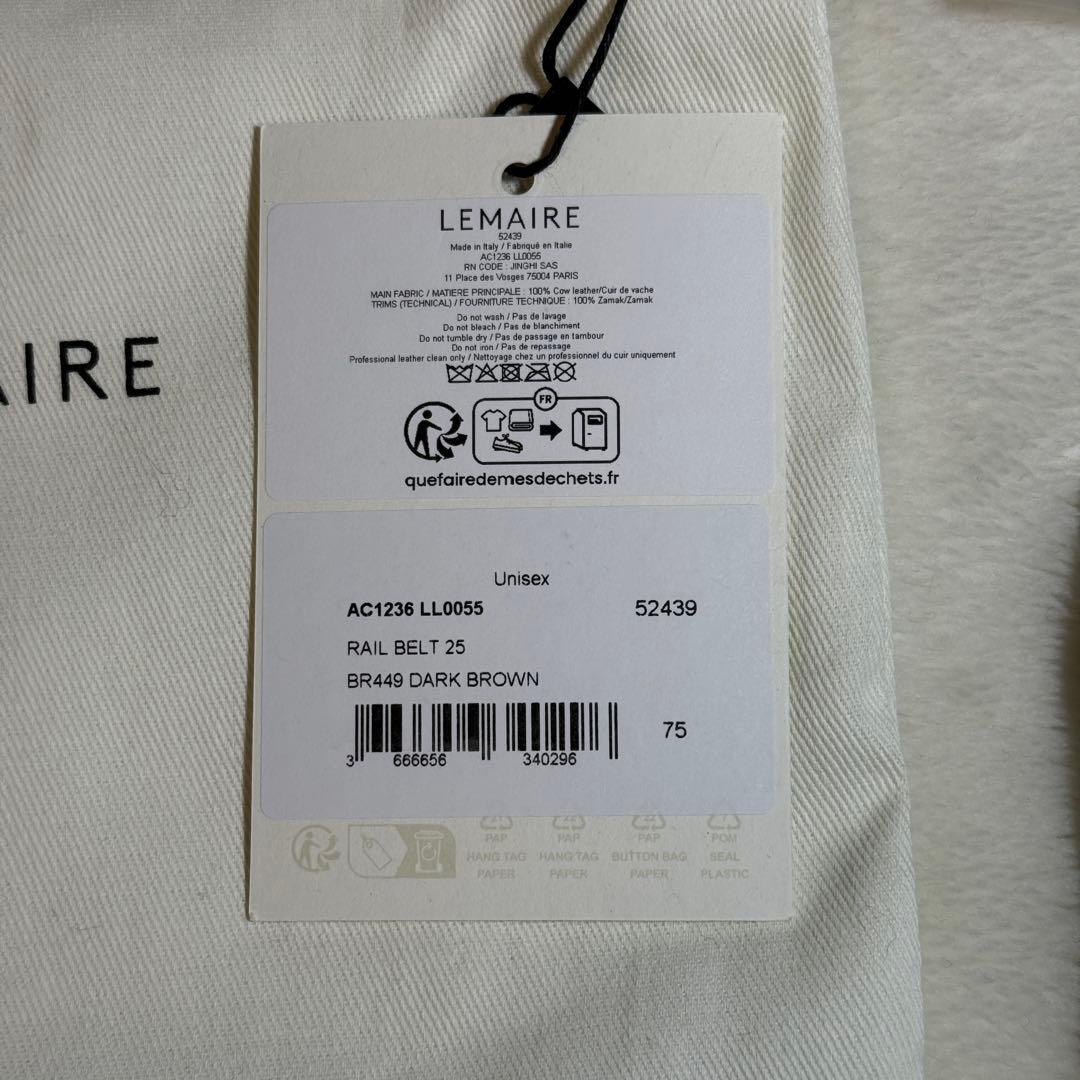 LEMAIRE
52439
Made in Italy / Fabriqué en Italie
AC1236 LL0055
RN CODE : JINGHI SAS
11 Place des Vosges 75004 PARIS
MAIN FABRIC / MATIERE PRINCIPALE : 100% Cow leather/Cuir de vache
TRIMS (TECHNICAL) / FOURNITURE TECHNIQUE : 100% Zamak/Zamak
Do not wash / Pas de lavage
Do not bleach / Pas de blanchiment
Do not tumble dry / Pas de passage en tambour
Do not iron / Pas de repassage
Professional leather clean only / Nettoyage chez un professionnel du cuir uniquement
FR
quefairedemesdechets.fr
AIRE
Unisex
AC1236 LL0055 52439
RAIL BELT 25
BR449 DARK BROWN
75
3 666656 340296
PAP PAP PAP POM
HANG TAG HANG TAG BUTTON BAG SEAL
PAPER PAPER PAPER PLASTIC